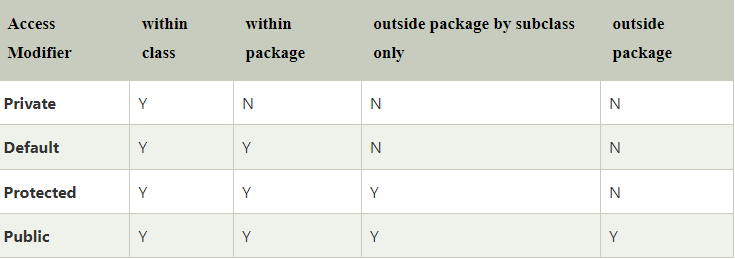 Access Modifier within class within package outside package by subclass only outside package
Private Y N N N
Default Y Y N N
Protected Y Y Y N
Public Y Y Y Y